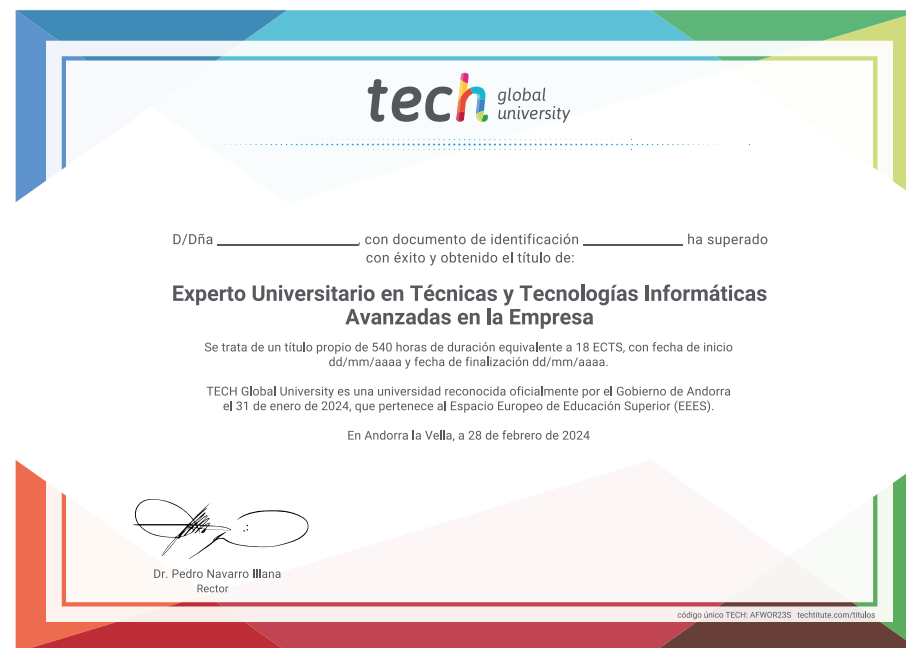 tech global university
D/Dña ____________________, con documento de identificación ______________ ha superado
con éxito y obtenido el título de:
Experto Universitario en Técnicas y Tecnologías Informáticas
Avanzadas en la Empresa
Se trata de un título propio de 540 horas de duración equivalente a 18 ECTS, con fecha de inicio
dd/mm/aaaa y fecha de finalización dd/mm/aaaa.
TECH Global University es una universidad reconocida oficialmente por el Gobierno de Andorra
el 31 de enero de 2024, que pertenece al Espacio Europeo de Educación Superior (EEES).
En Andorra la Vella, a 28 de febrero de 2024
Dr. Pedro Navarro Illana
Rector
código único TECH: AFWOR23S techtitute.com/titulos